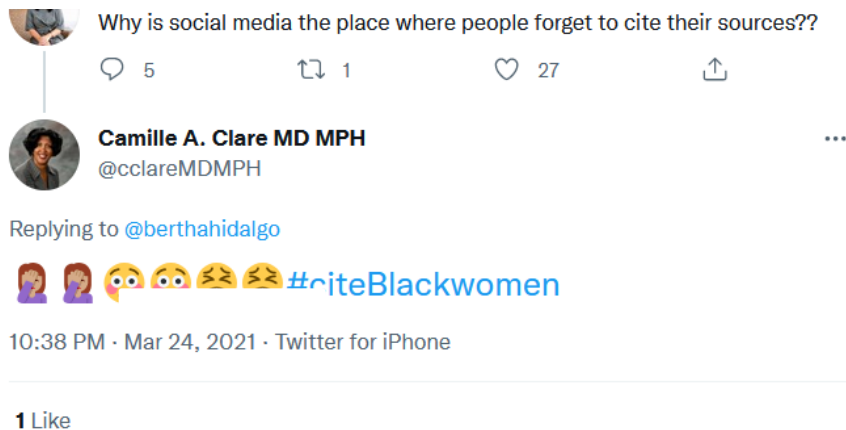 Why is social media the place where people forget to cite their sources??
5 1 27
Camille A. Clare MD MPH
@cclareMDMPH
Replying to @berthahidalgo
#citeBlackwomen
10:38 PM · Mar 24, 2021 · Twitter for iPhone
1 Like